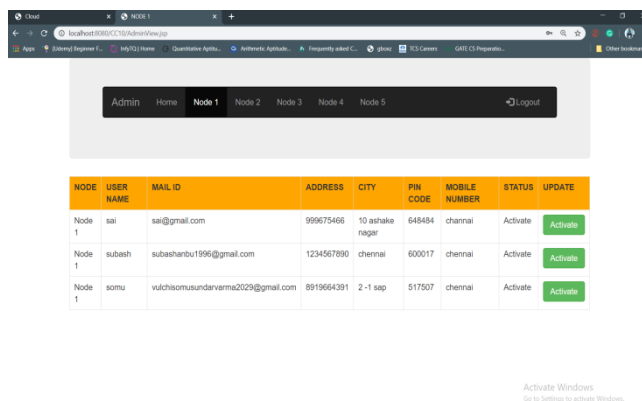 Cloud
NODE 1
localhost:8080/CC10/AdminView.jsp
Apps
(Udemy) Beginner F...
InfyTQ | Home
Quantitative Aptitu...
Arithmetic Aptitude...
Frequently asked C...
TCS Careers
GATE CS Preparatio...
Other bookmar
Admin Home Node 1 Node 2 Node 3 Node 4 Node 5 Logout
NODE USER NAME MAIL ID ADDRESS CITY PIN CODE MOBILE NUMBER STATUS UPDATE
Node 1 sai sai@gmail.com 999675466 10 ashake nagar 648484 channai Activate Activate
Node 1 subash subashanbu1996@gmail.com 1234567890 chennai 600017 chennai Activate Activate
Node 1 somu vulchisomusundarvarma2029@gmail.com 8919664391 2 -1 sap 517507 chennai Activate Activate
Activate Windows
Go to Settings to activate Windows.